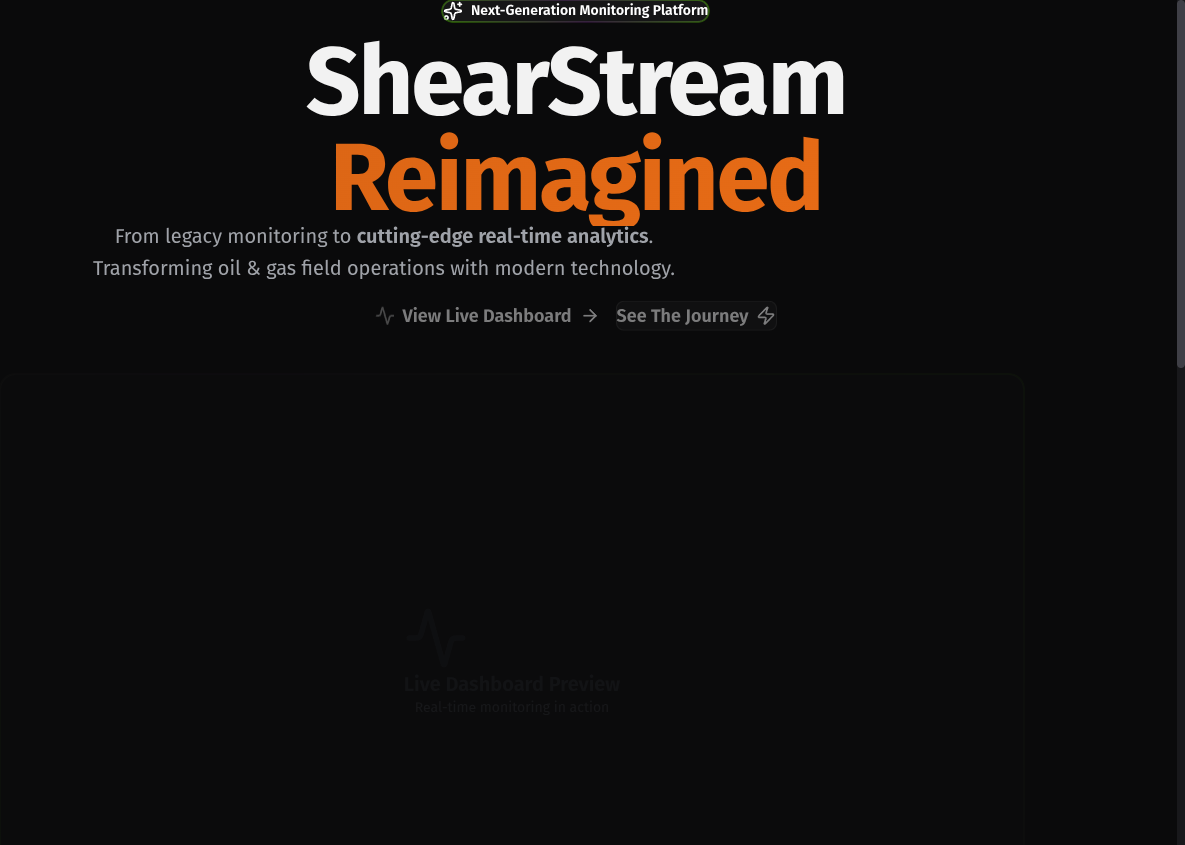 Next-Generation Monitoring Platform
ShearStream
Reimagined
From legacy monitoring to cutting-edge real-time analytics.
Transforming oil & gas field operations with modern technology.
View Live Dashboard → See The Journey
Live Dashboard Preview
Real-time monitoring in action